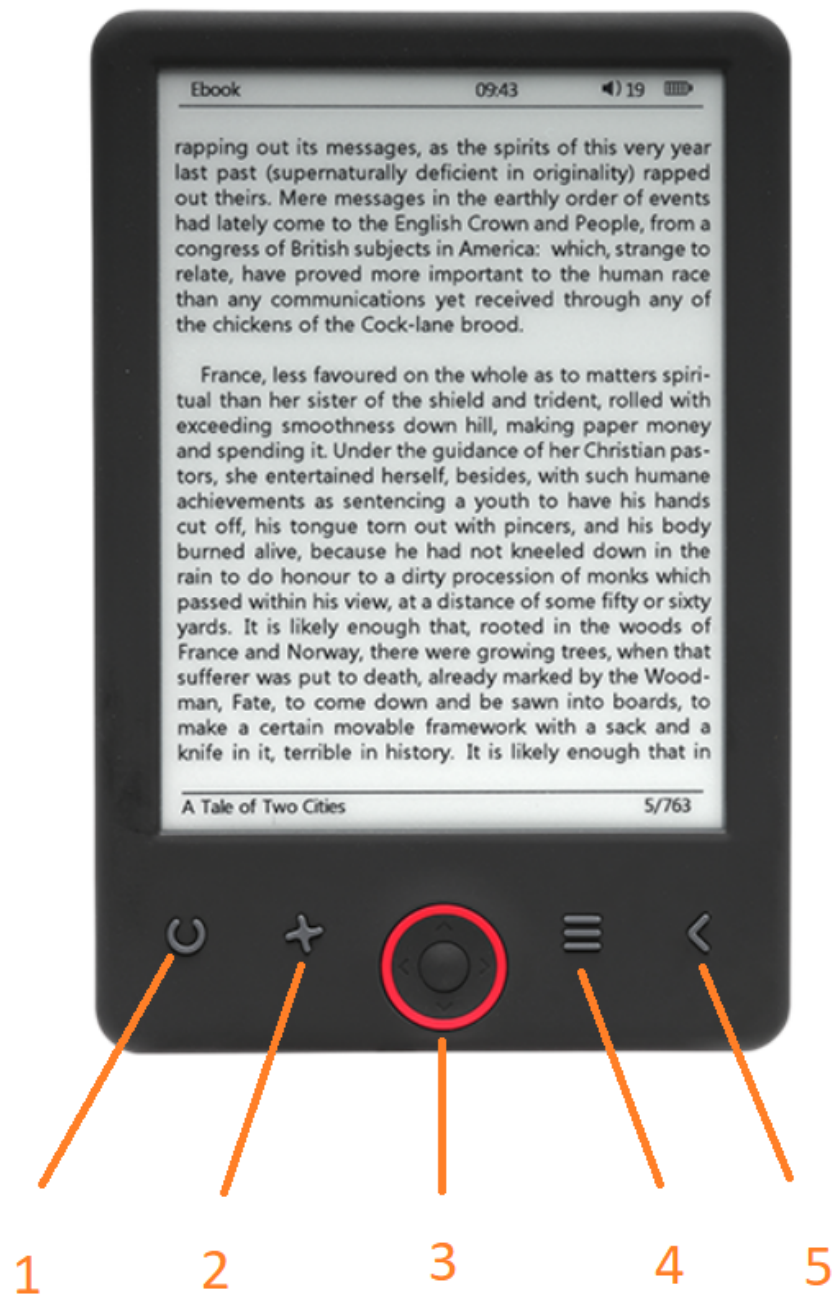 Ebook 09:43 19
rapping out its messages, as the spirits of this very year
last past (supernaturally deficient in originality) rapped
out theirs. Mere messages in the earthly order of events
had lately come to the English Crown and People, from a
congress of British subjects in America: which, strange to
relate, have proved more important to the human race
than any communications yet received through any of
the chickens of the Cock-lane brood.
France, less favoured on the whole as to matters spiri-
tual than her sister of the shield and trident, rolled with
exceeding smoothness down hill, making paper money
and spending it. Under the guidance of her Christian pas-
tors, she entertained herself, besides, with such humane
achievements as sentencing a youth to have his hands
cut off, his tongue torn out with pincers, and his body
burned alive, because he had not kneeled down in the
rain to do honour to a dirty procession of monks which
passed within his view, at a distance of some fifty or sixty
yards. It is likely enough that, rooted in the woods of
France and Norway, there were growing trees, when that
sufferer was put to death, already marked by the Wood-
man, Fate, to come down and be sawn into boards, to
make a certain movable framework with a sack and a
knife in it, terrible in history. It is likely enough that in
A Tale of Two Cities 5/763
1 2 3 4 5